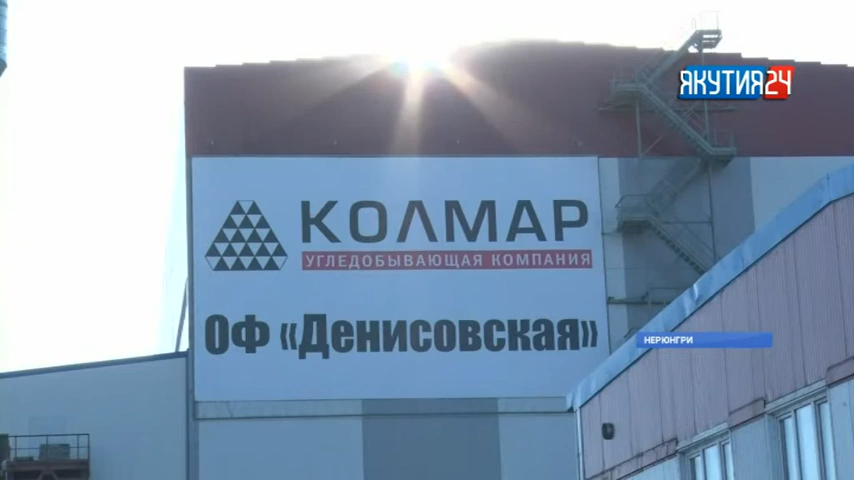 ЯКУТИЯ24
КОЛМАР
УГЛЕДОБЫВАЮЩАЯ КОМПАНИЯ
ОФ «Денисовская»
НЕРЮНГРИ